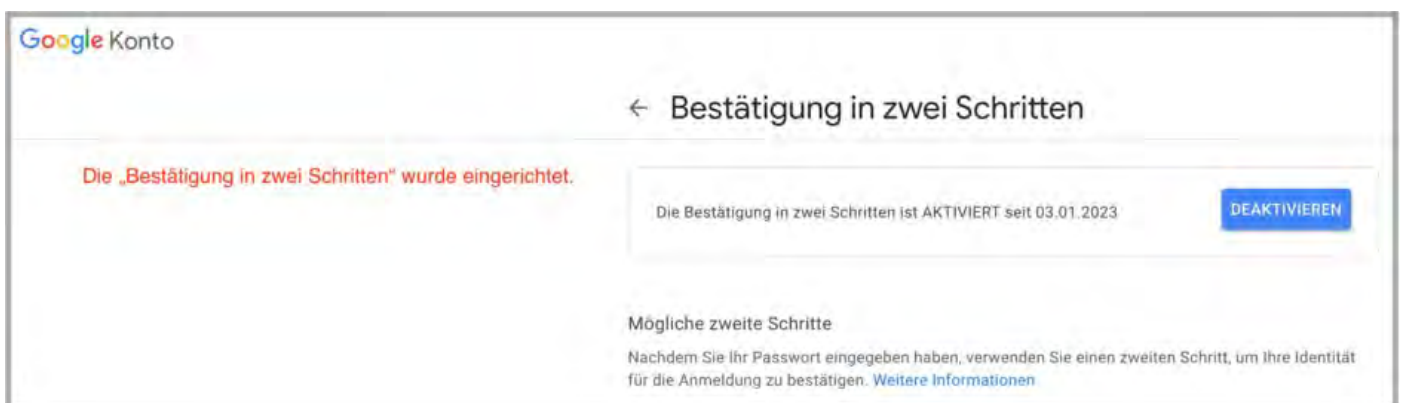 Google Konto
← Bestätigung in zwei Schritten
Die „Bestätigung in zwei Schritten“ wurde eingerichtet.
Die Bestätigung in zwei Schritten ist AKTIVIERT seit 03.01.2023
DEAKTIVIEREN
Mögliche zweite Schritte
Nachdem Sie Ihr Passwort eingegeben haben, verwenden Sie einen zweiten Schritt, um Ihre Identität
für die Anmeldung zu bestätigen. Weitere Informationen